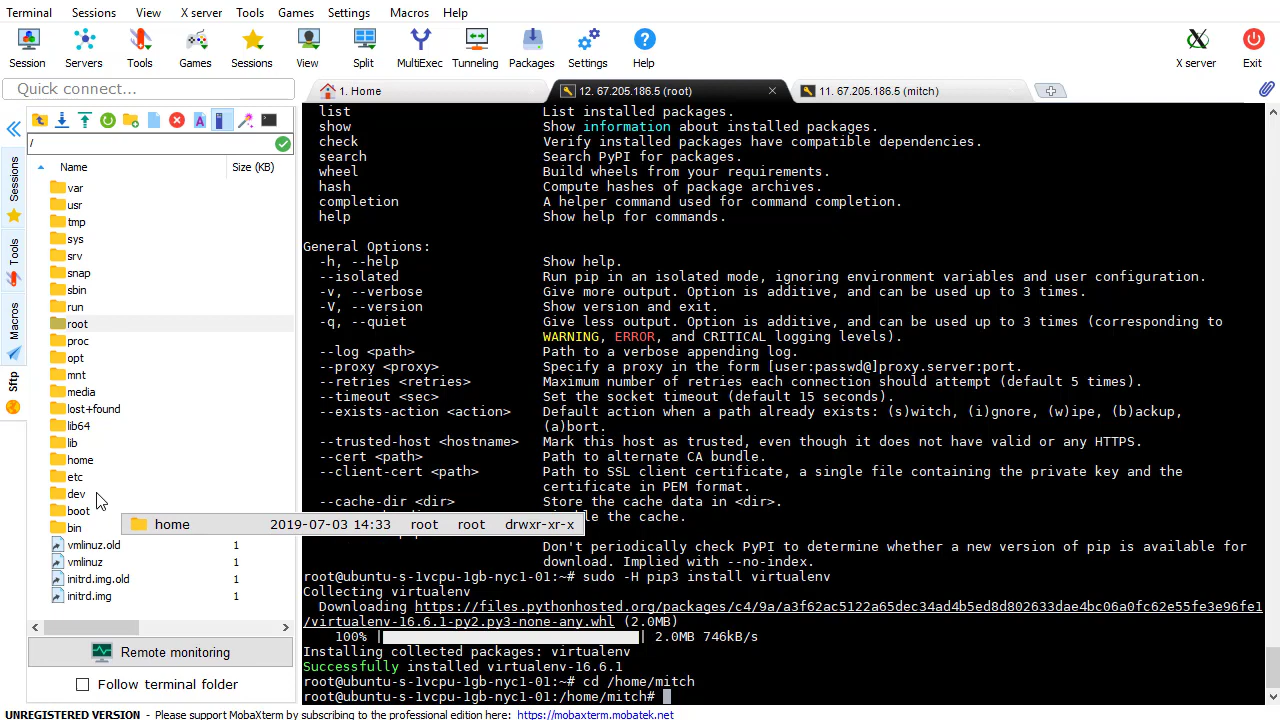 Terminal Sessions View X server Tools Games Settings Macros Help
Session Servers Tools Games Sessions View Split MultiExec Tunneling Packages Settings Help X server Exit
Quick connect...
1. Home
12. 67.205.186.5 (root)
11. 67.205.186.5 (mitch)
Sessions
Tools
Macros
Sftp
/
Name Size (KB)
var
usr
tmp
sys
srv
snap
sbin
run
root
proc
opt
mnt
media
lost+found
lib64
lib
home
etc
dev
boot
bin
vmlinuz.old 1
vmlinuz 1
initrd.img.old 1
initrd.img 1
home 2019-07-03 14:33 root root drwxr-xr-x
Remote monitoring
Follow terminal folder
list List installed packages.
show Show information about installed packages.
check Verify installed packages have compatible dependencies.
search Search PyPI for packages.
wheel Build wheels from your requirements.
hash Compute hashes of package archives.
completion A helper command used for command completion.
help Show help for commands.
General Options:
-h, --help Show help.
--isolated Run pip in an isolated mode, ignoring environment variables and user configuration.
-v, --verbose Give more output. Option is additive, and can be used up to 3 times.
-V, --version Show version and exit.
-q, --quiet Give less output. Option is additive, and can be used up to 3 times (corresponding to
WARNING, ERROR, and CRITICAL logging levels).
--log <path> Path to a verbose appending log.
--proxy <proxy> Specify a proxy in the form [user:passwd@]proxy.server:port.
--retries <retries> Maximum number of retries each connection should attempt (default 5 times).
--timeout <sec> Set the socket timeout (default 15 seconds).
--exists-action <action> Default action when a path already exists: (s)witch, (i)gnore, (w)ipe, (b)ackup,
(a)bort.
--trusted-host <hostname> Mark this host as trusted, even though it does not have valid or any HTTPS.
--cert <path> Path to alternate CA bundle.
--client-cert <path> Path to SSL client certificate, a single file containing the private key and the
certificate in PEM format.
--cache-dir <dir> Store the cache data in <dir>.
the cache.
Don't periodically check PyPI to determine whether a new version of pip is available for
download. Implied with --no-index.
root@ubuntu-s-1vcpu-1gb-nyc1-01:~# sudo -H pip3 install virtualenv
Collecting virtualenv
Downloading https://files.pythonhosted.org/packages/c4/9a/a3f62ac5122a65dec34ad4b5ed8d802633dae4bc06a0fc62e55fe3e96fe1
/virtualenv-16.6.1-py2.py3-none-any.whl (2.0MB)
100% | | 2.0MB 746kB/s
Installing collected packages: virtualenv
Successfully installed virtualenv-16.6.1
root@ubuntu-s-1vcpu-1gb-nyc1-01:~# cd /home/mitch
root@ubuntu-s-1vcpu-1gb-nyc1-01:/home/mitch#
UNREGISTERED VERSION - Please support MobaXterm by subscribing to the professional edition here: https://mobaxterm.mobatek.net